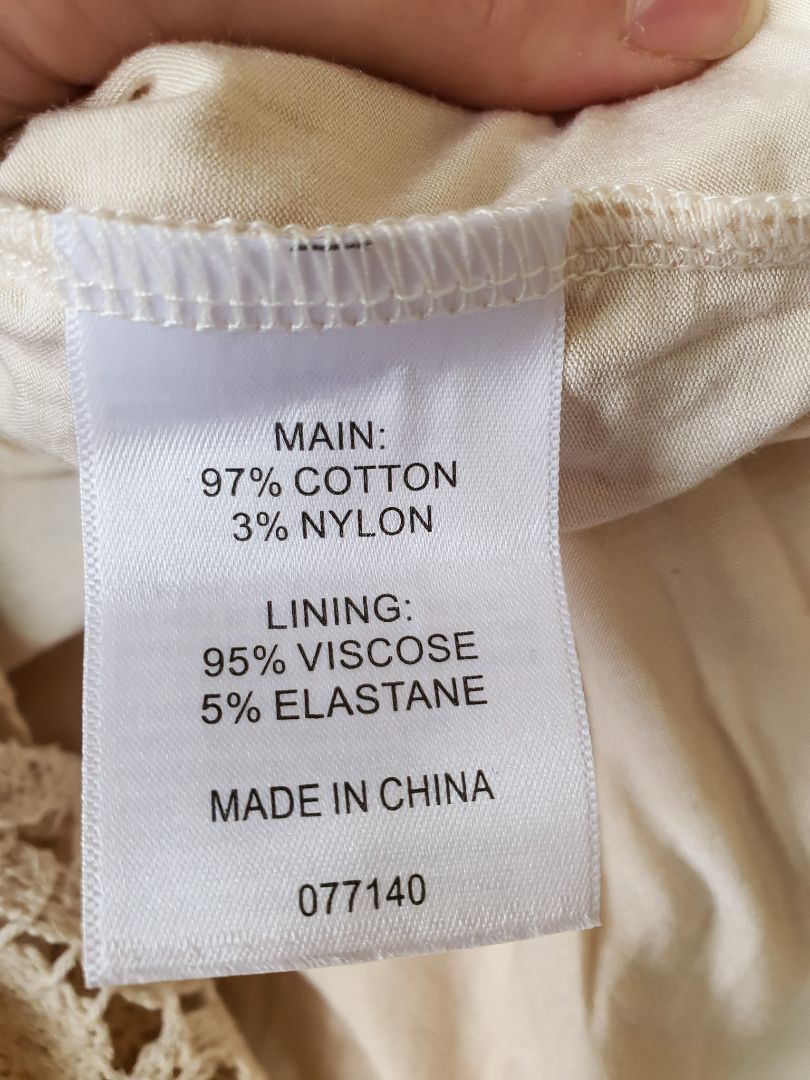 MAIN:
97% COTTON
3% NYLON
LINING:
95% VISCOSE
5% ELASTANE
MADE IN CHINA
077140